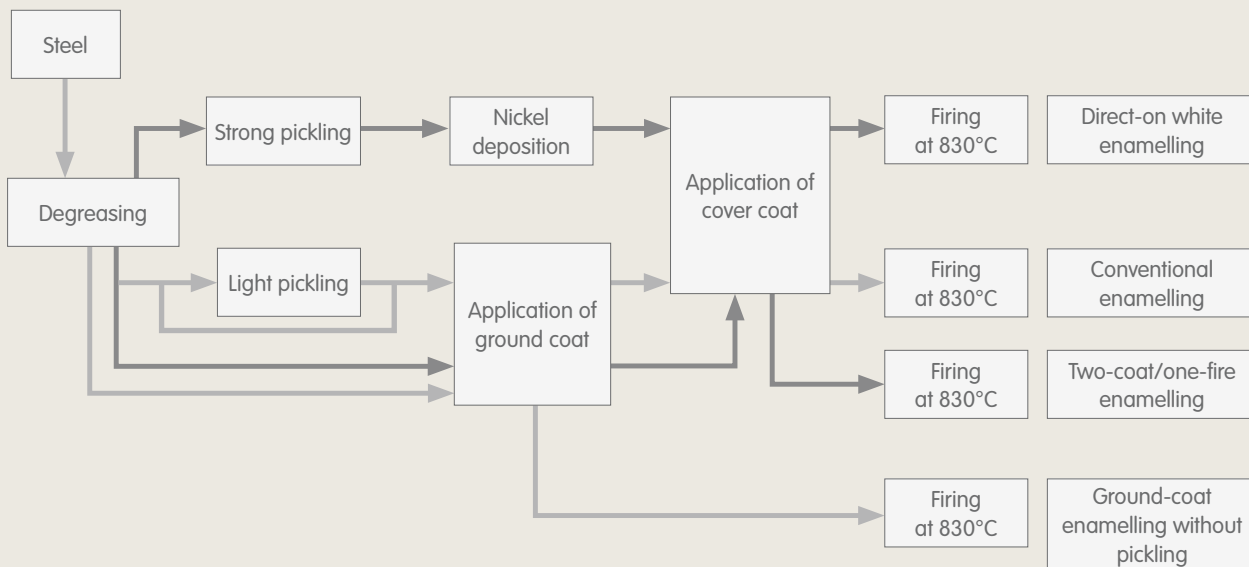 Steel
Degreasing
Strong pickling
Nickel
deposition
Application of
cover coat
Firing
at 830°C
Direct-on white
enamelling
Light pickling
Application of
ground coat
Firing
at 830°C
Conventional
enamelling
Firing
at 830°C
Two-coat/one-fire
enamelling
Firing
at 830°C
Ground-coat
enamelling without
pickling